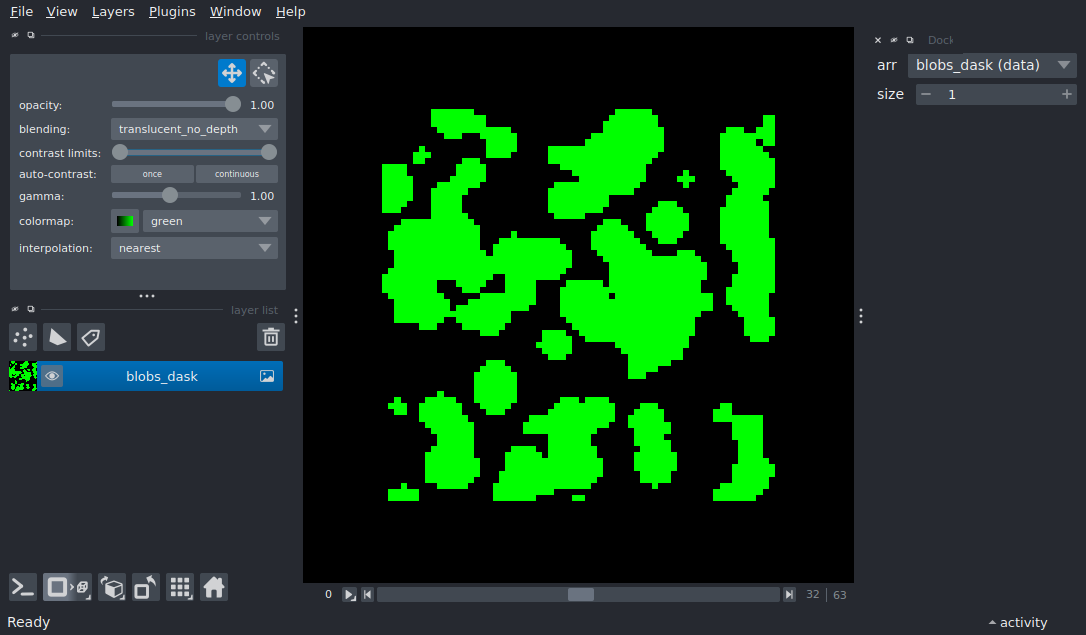 File View Layers Plugins Window Help
layer controls
opacity: 1.00
blending: translucent_no_depth
contrast limits:
auto-contrast: once continuous
gamma: 1.00
colormap: green
interpolation: nearest
layer list
blobs_dask
0 32 63
Dock
arr blobs_dask (data)
size 1
Ready
activity